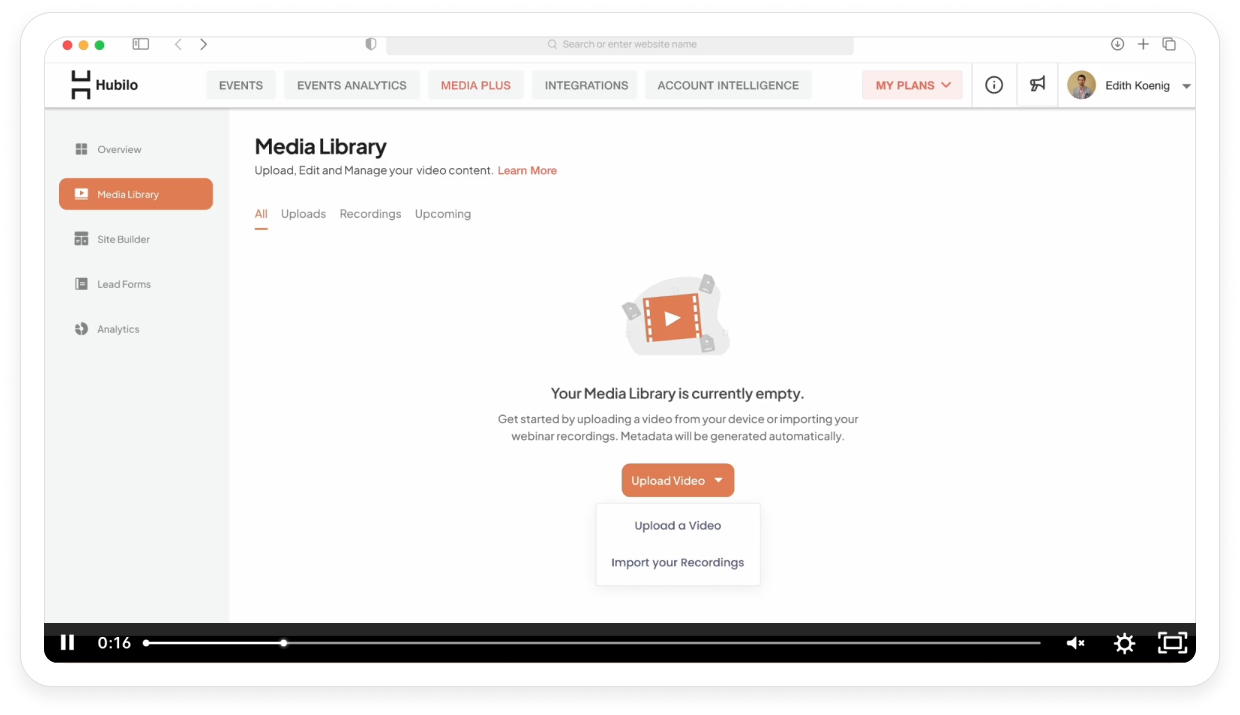 Search or enter website name
Hubilo
EVENTS
EVENTS ANALYTICS
MEDIA PLUS
INTEGRATIONS
ACCOUNT INTELLIGENCE
MY PLANS
Edith Koenig
Overview
Media Library
Site Builder
Lead Forms
Analytics
Media Library
Upload, Edit and Manage your video content. Learn More
All Uploads Recordings Upcoming
Your Media Library is currently empty.
Get started by uploading a video from your device or importing your
webinar recordings. Metadata will be generated automatically.
Upload Video
Upload a Video
Import your Recordings
0:16